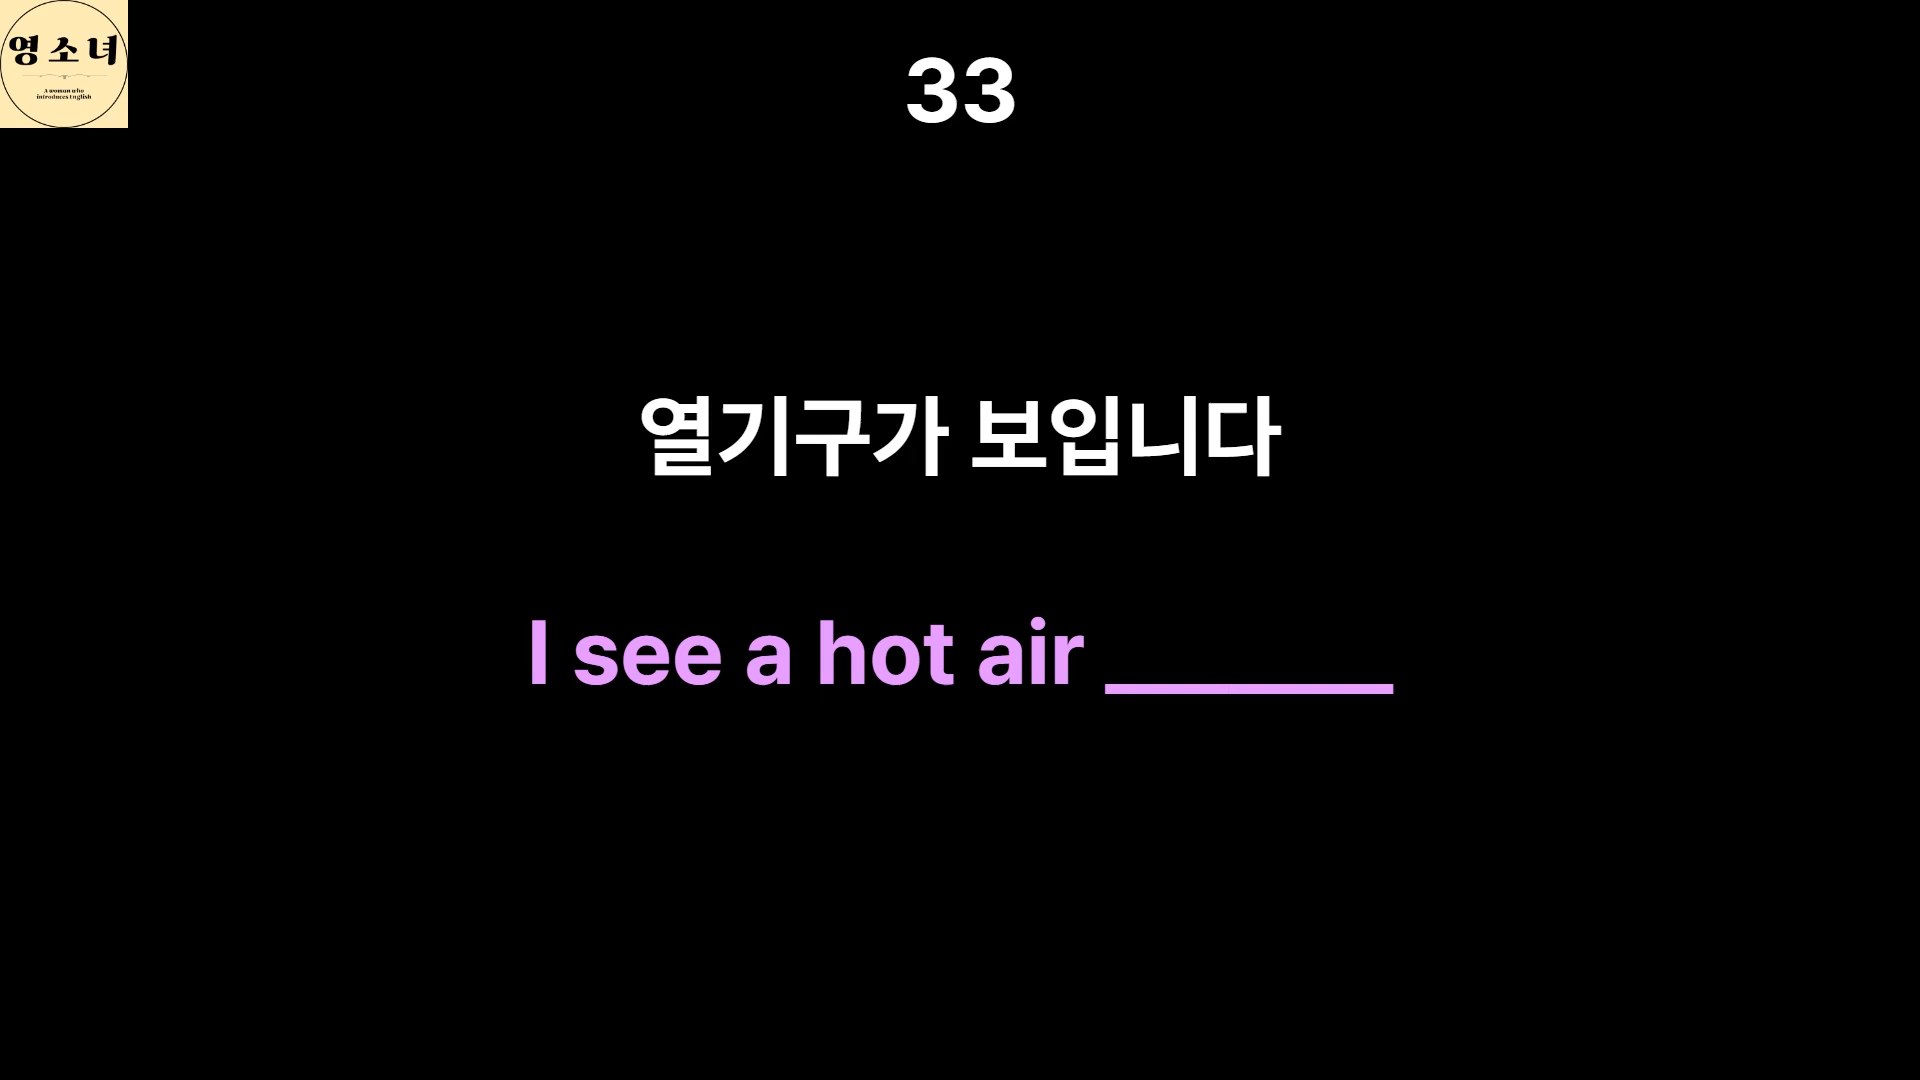 영소녀
A woman who
introduces English
33
열기구가 보입니다
I see a hot air ______